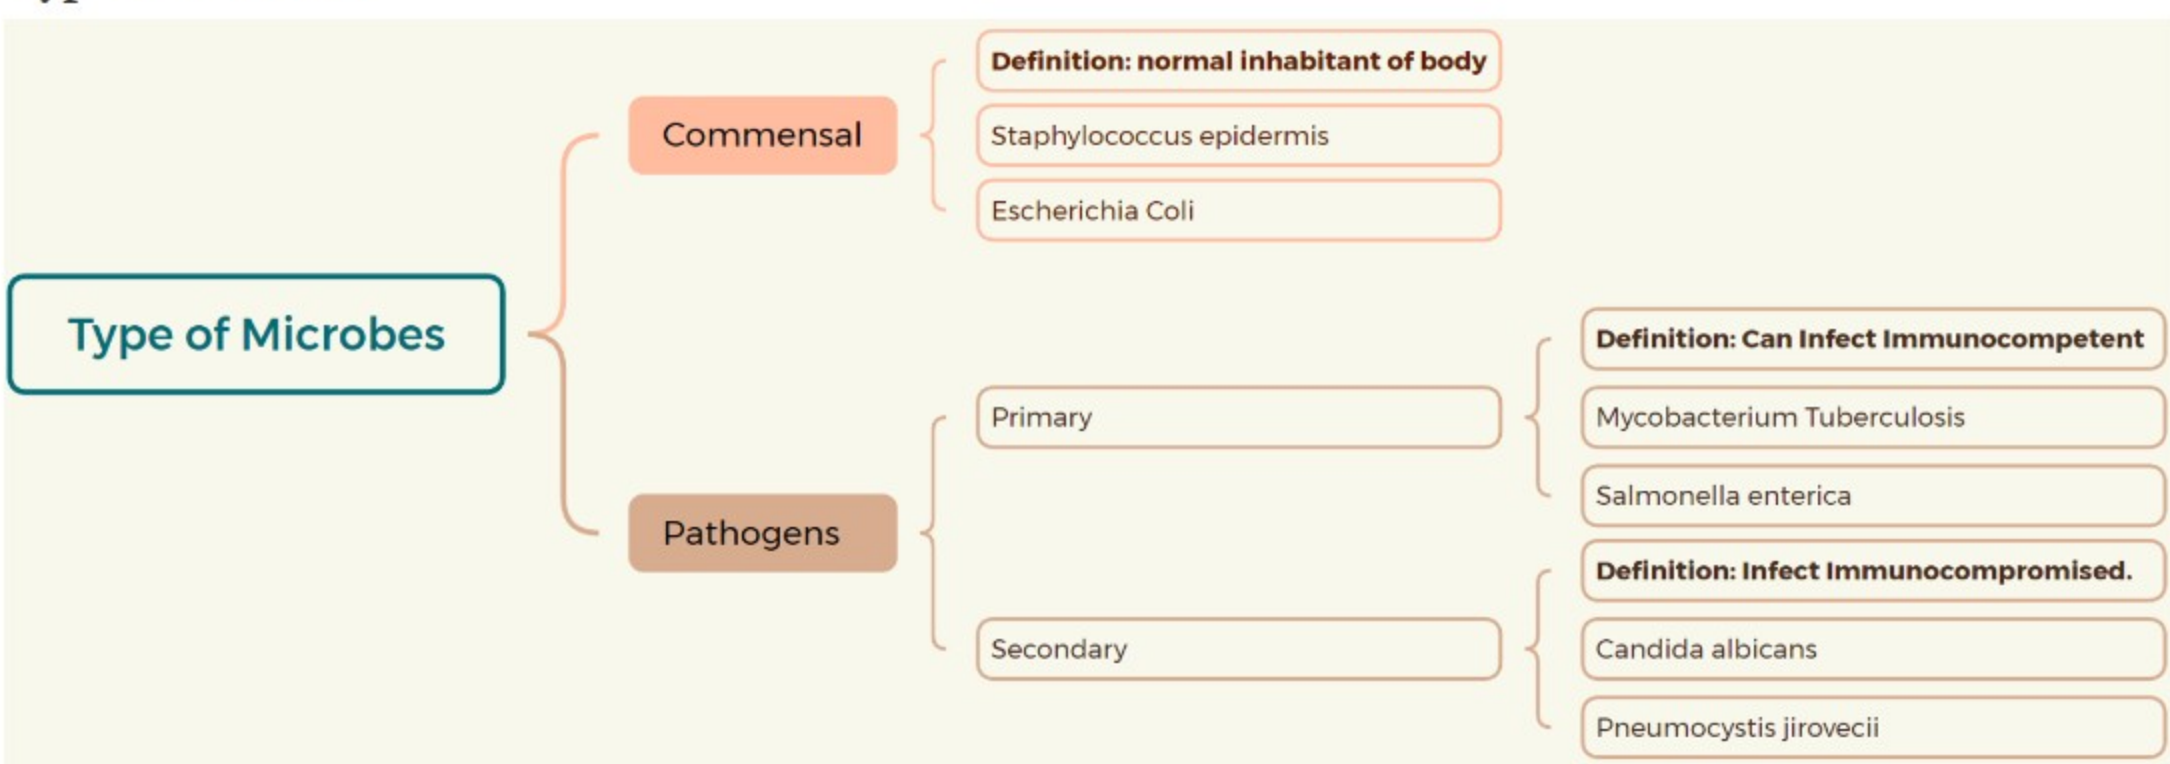 Type of Microbes
Commensal
Definition: normal inhabitant of body
Staphylococcus epidermis
Escherichia Coli
Pathogens
Primary
Definition: Can Infect Immunocompetent
Mycobacterium Tuberculosis
Salmonella enterica
Secondary
Definition: Infect Immunocompromised.
Candida albicans
Pneumocystis jirovecii